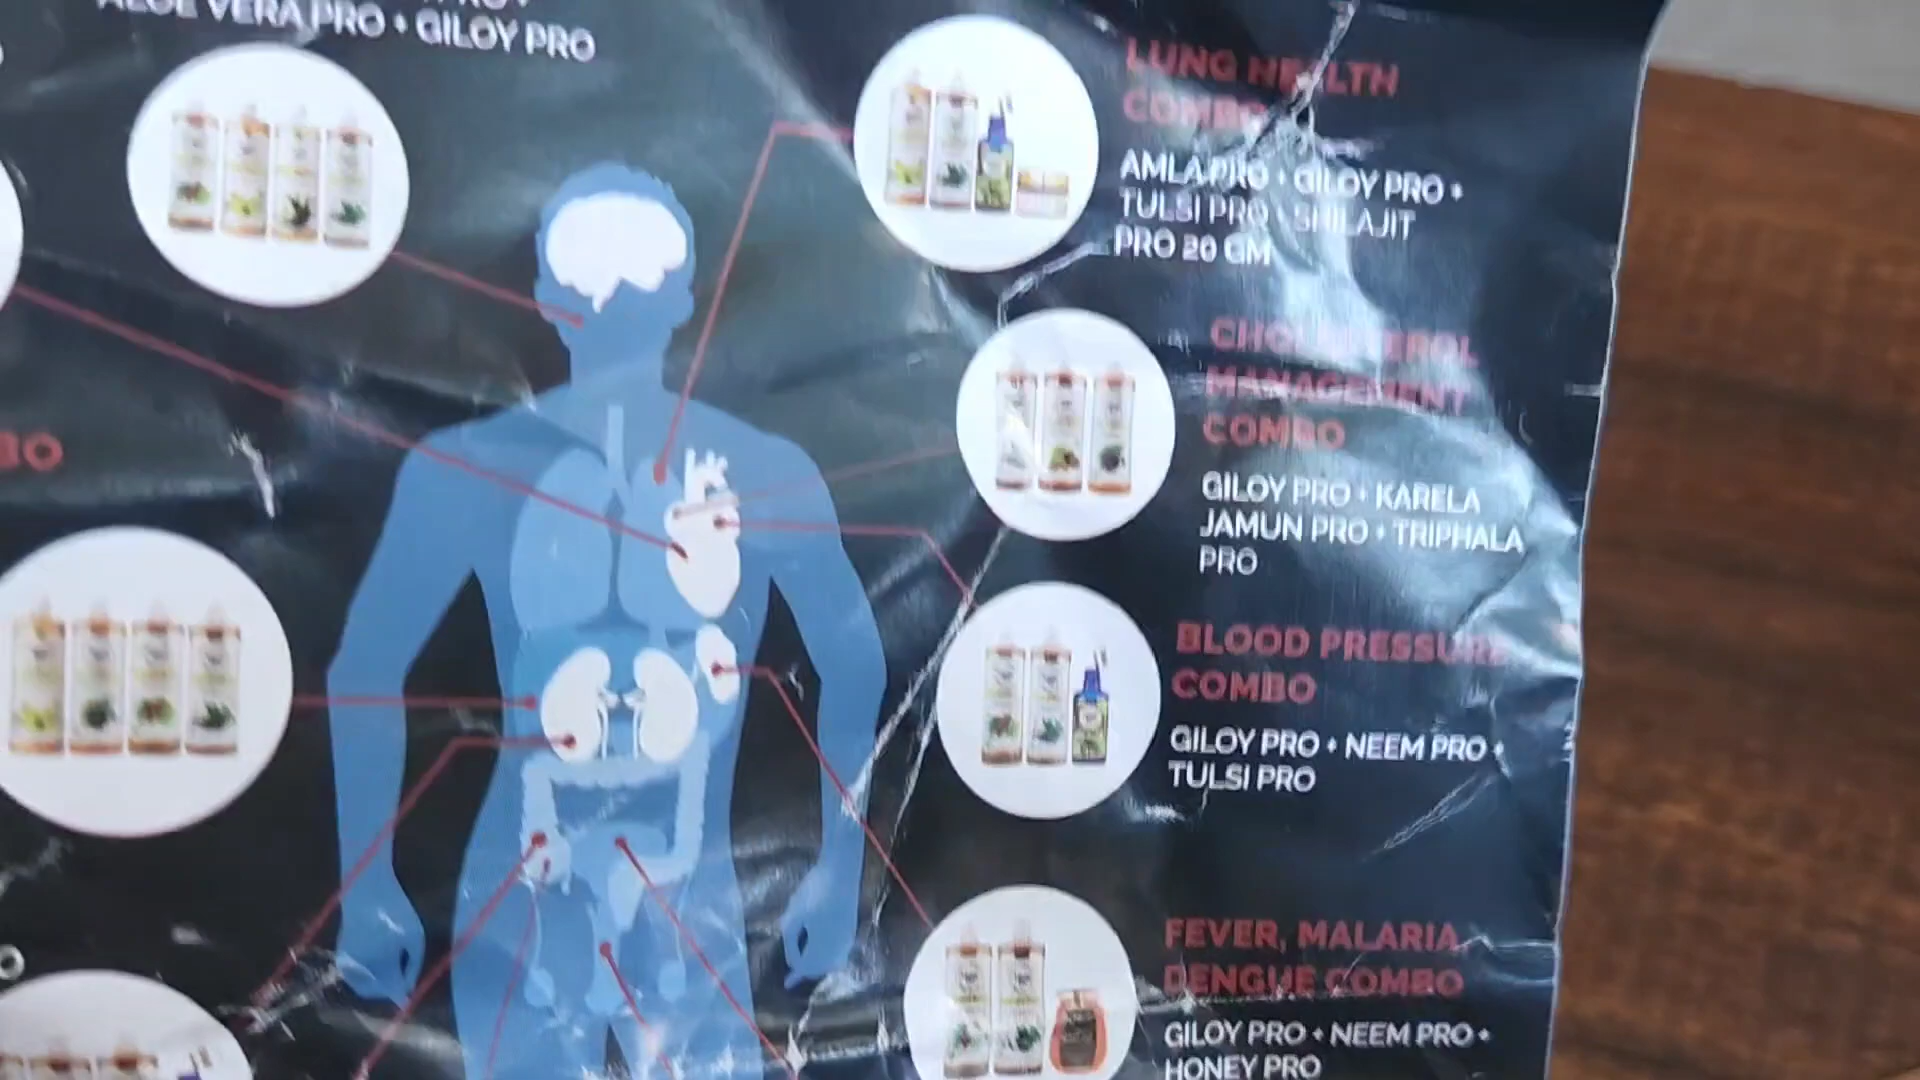 ALOE VERA PRO + GILOY PRO
LUNG HEALTH
COMBO
AMLA PRO + GILOY PRO +
TULSI PRO + SHILAJIT
PRO 20 GM
CHOLESTEROL
MANAGEMENT
COMBO
GILOY PRO + KARELA
JAMUN PRO + TRIPHALA
PRO
BLOOD PRESSURE
COMBO
GILOY PRO + NEEM PRO +
TULSI PRO
FEVER, MALARIA,
DENGUE COMBO
GILOY PRO + NEEM PRO +
HONEY PRO